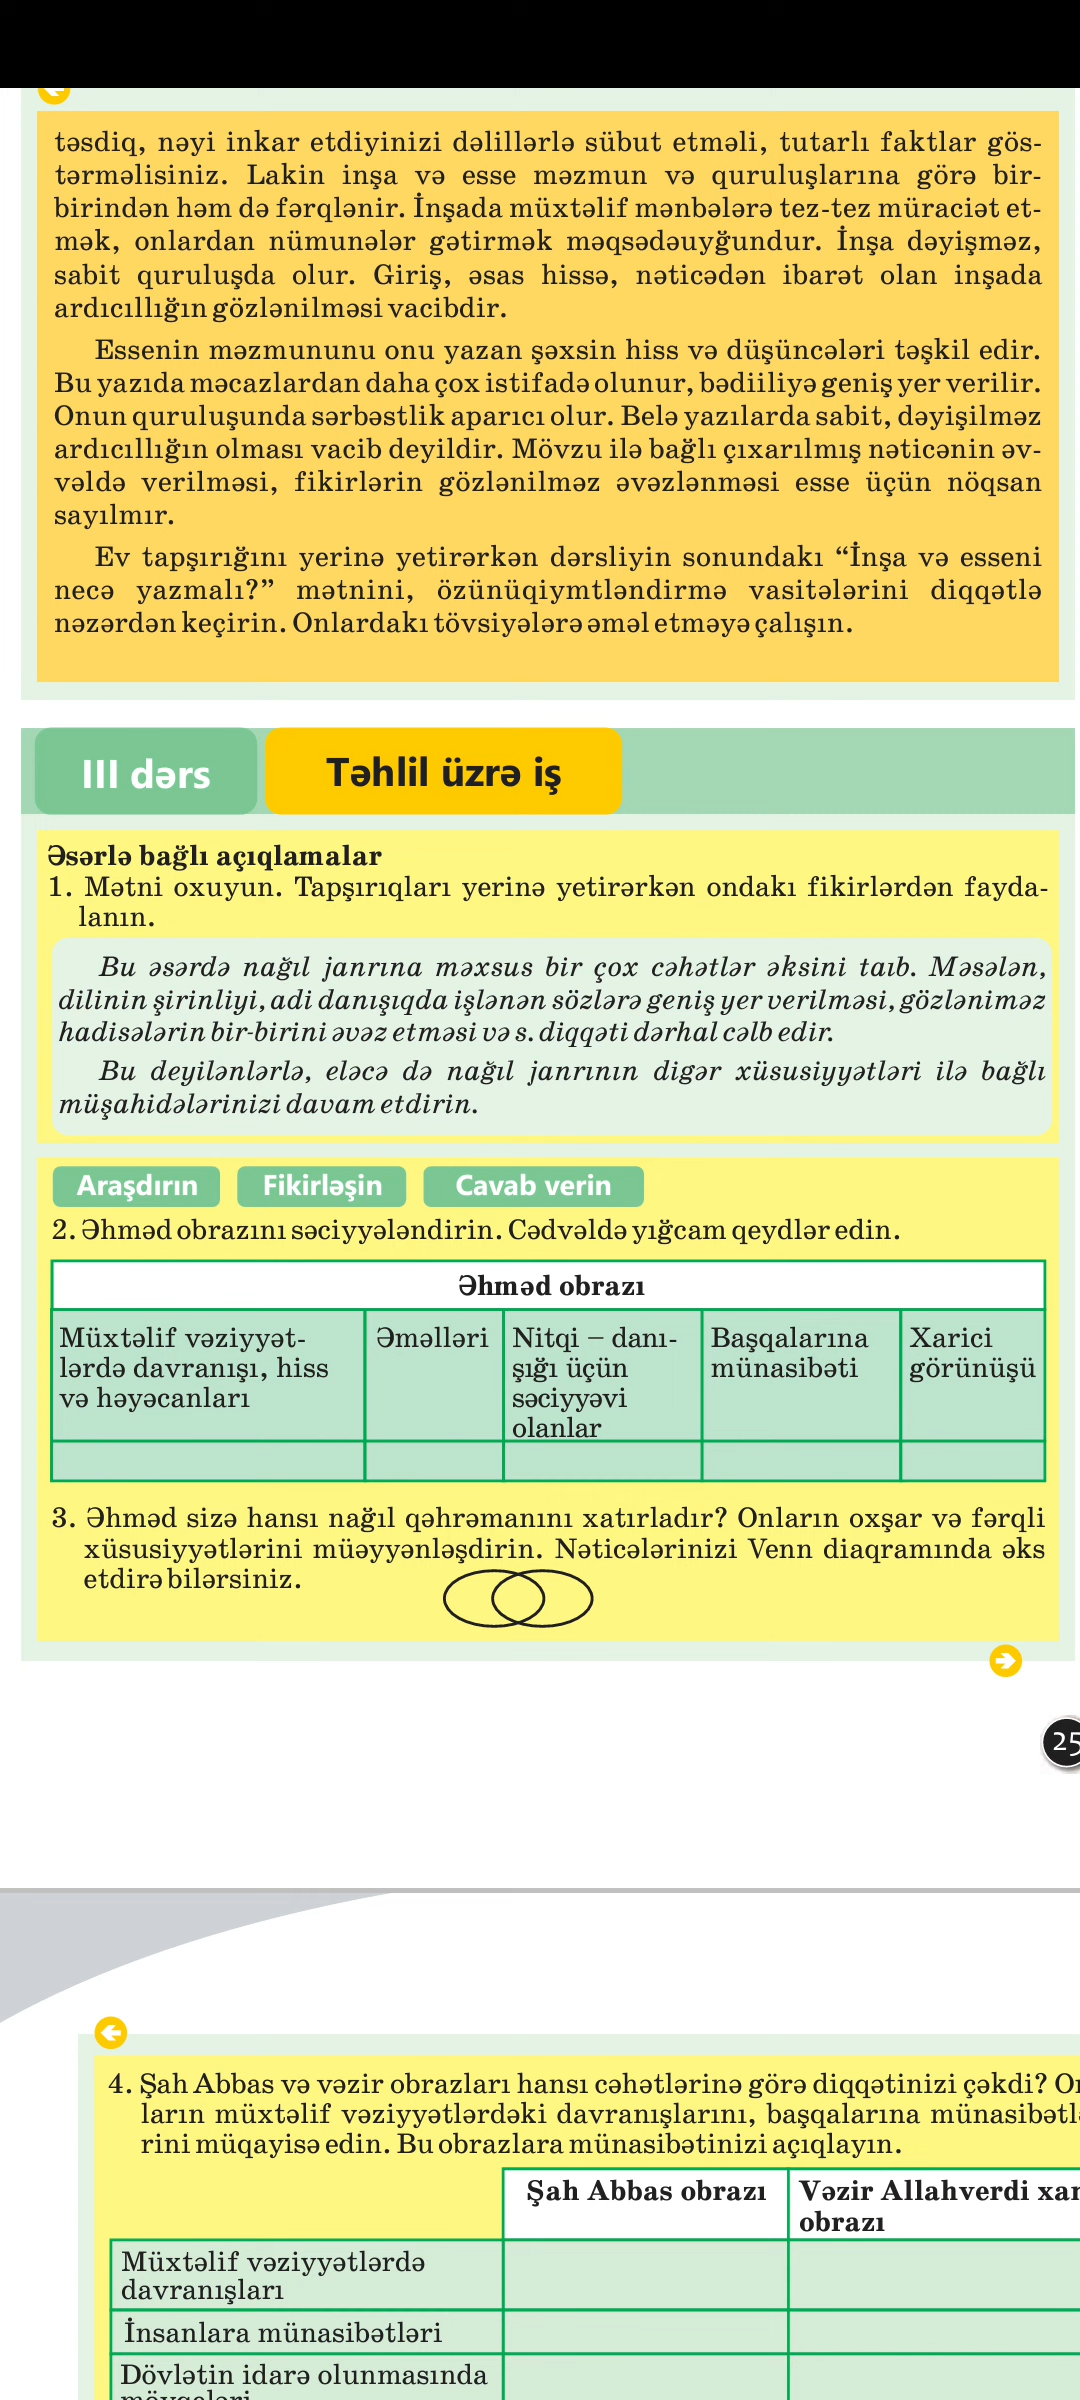 təsdiq, nəyi inkar etdiyinizi dəlillərlə sübut etməli, tutarlı faktlar gös-
tərməlisiniz. Lakin inşa və esse məzmun və quruluşlarına görə bir-
birindən həm də fərqlənir. İnşada müxtəlif mənbələrə tez-tez müraciət et-
mək, onlardan nümunələr gətirmək məqsədəuyğundur. İnşa dəyişməz,
sabit quruluşda olur. Giriş, əsas hissə, nəticədən ibarət olan inşada
ardıcıllığın gözlənilməsi vacibdir.
Essenin məzmununu onu yazan şəxsin hiss və düşüncələri təşkil edir.
Bu yazıda məcazlardan daha çox istifadə olunur, bədiiliyə geniş yer verilir.
Onun quruluşunda sərbəstlik aparıcı olur. Belə yazılarda sabit, dəyişilməz
ardıcıllığın olması vacib deyildir. Mövzu ilə bağlı çıxarılmış nəticənin əv-
vəldə verilməsi, fikirlərin gözlənilməz əvəzlənməsi esse üçün nöqsan
sayılmır.
Ev tapşırığını yerinə yetirərkən dərsliyin sonundakı “İnşa və esseni
necə yazmalı?” mətnini, özünüqiymtləndirmə vasitələrini diqqətlə
nəzərdən keçirin. Onlardakı tövsiyələrə əməl etməyə çalışın.
III dərs
Təhlil üzrə iş
Əsərlə bağlı açıqlamalar
1. Mətni oxuyun. Tapşırıqları yerinə yetirərkən ondakı fikirlərdən fayda-
lanın.
Bu əsərdə nağıl janrına məxsus bir çox cəhətlər əksini taıb. Məsələn,
dilinin şirinliyi, adi danışıqda işlənən sözlərə geniş yer verilməsi, gözlənimәz
hadisələrin bir-birini əvəz etməsi və s. diqqəti dərhal cəlb edir.
Bu deyilənlərlə, eləcə də nağıl janrının digər xüsusiyyətləri ilə bağlı
müşahidələrinizi davam etdirin.
Araşdırın
Fikirləşin
Cavab verin
2. Əhməd obrazını səciyyələndirin. Cədvəldə yığcam qeydlər edin.
Əhməd obrazı
Müxtəlif vəziyyət-
lərdə davranışı, hiss
və həyəcanları
Əməlləri
Nitqi – danı-
şığı üçün
səciyyəvi
olanlar
Başqalarına
münasibəti
Xarici
görünüşü
3. Əhməd sizə hansı nağıl qəhrəmanını xatırladır? Onların oxşar və fərqli
xüsusiyyətlərini müəyyənləşdirin. Nəticələrinizi Venn diaqramında əks
etdirə bilərsiniz.
25
4. Şah Abbas və vəzir obrazları hansı cəhətlərinə görə diqqətinizi çəkdi? On
ların müxtəlif vəziyyətlərdəki davranışlarını, başqalarına münasibətlə
rini müqayisə edin. Bu obrazlara münasibətinizi açıqlayın.
Şah Abbas obrazı
Vəzir Allahverdi xan
obrazı
Müxtəlif vəziyyətlərdə
davranışları
İnsanlara münasibətləri
Dövlətin idarə olunmasında